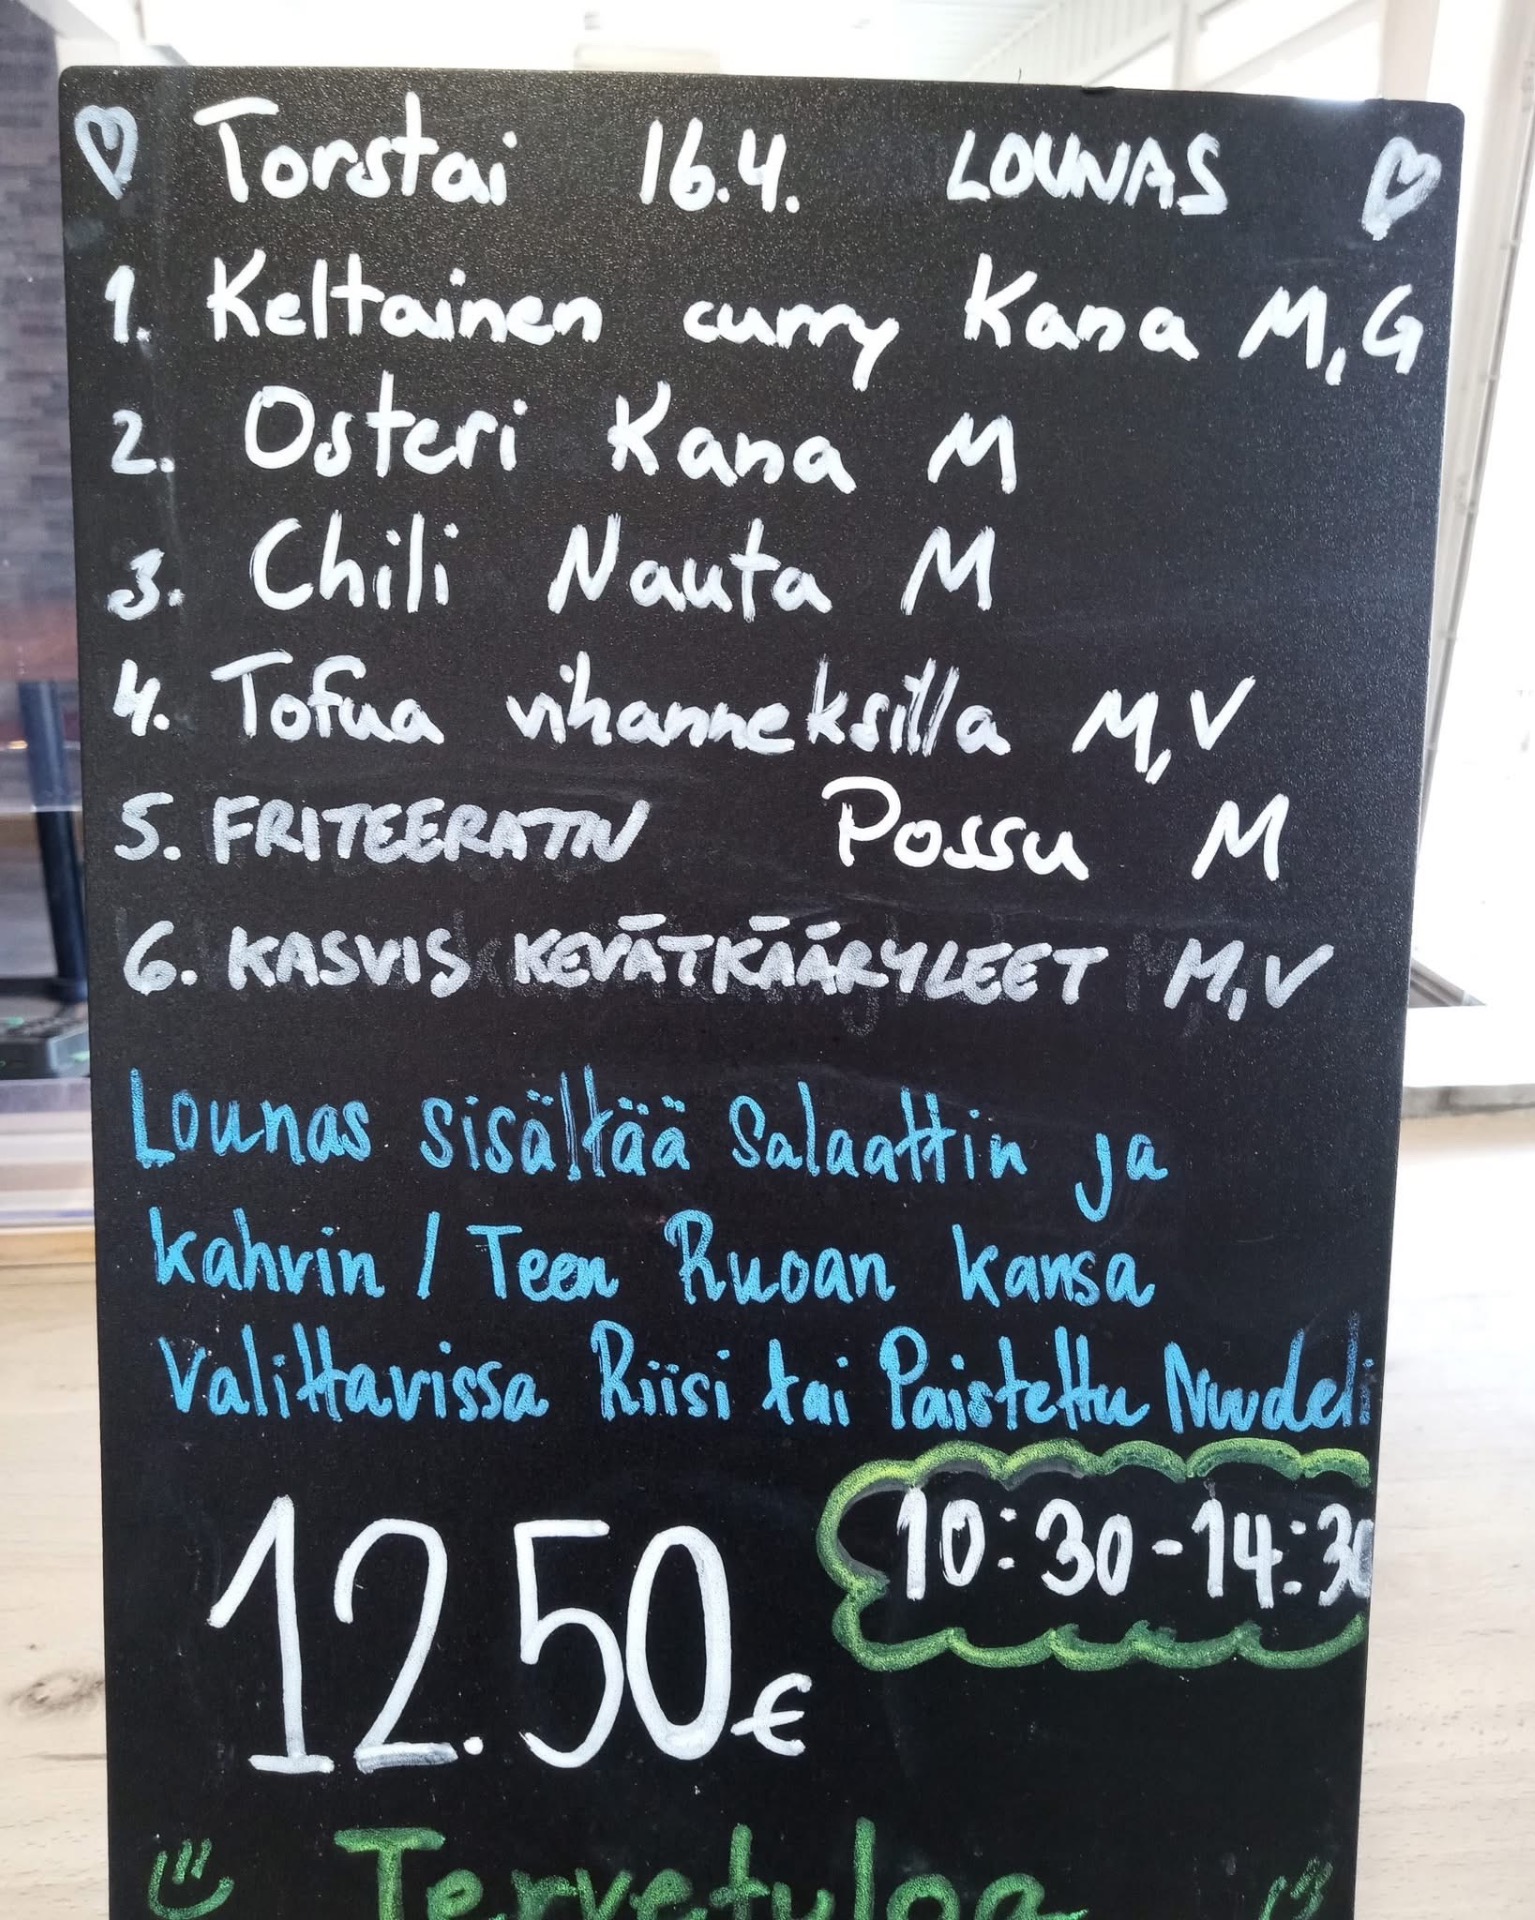 Torstai 16.4. LOUNAS
1. Keltainen curry Kana M,G
2. Osteri Kana M
3. Chili Nauta M
4. Tofua vihanneksilla M,V
5. FRITEERATTU Possu M
6. KASVIS KEVÄTKÄÄRYLEET M,V
Lounas sisältää Salaattin ja
kahvin / Teen Ruoan kansa
Valittavissa Riisi tai Paistettu Nuudeli
10:30-14:30
12.50€
Tervetuloa